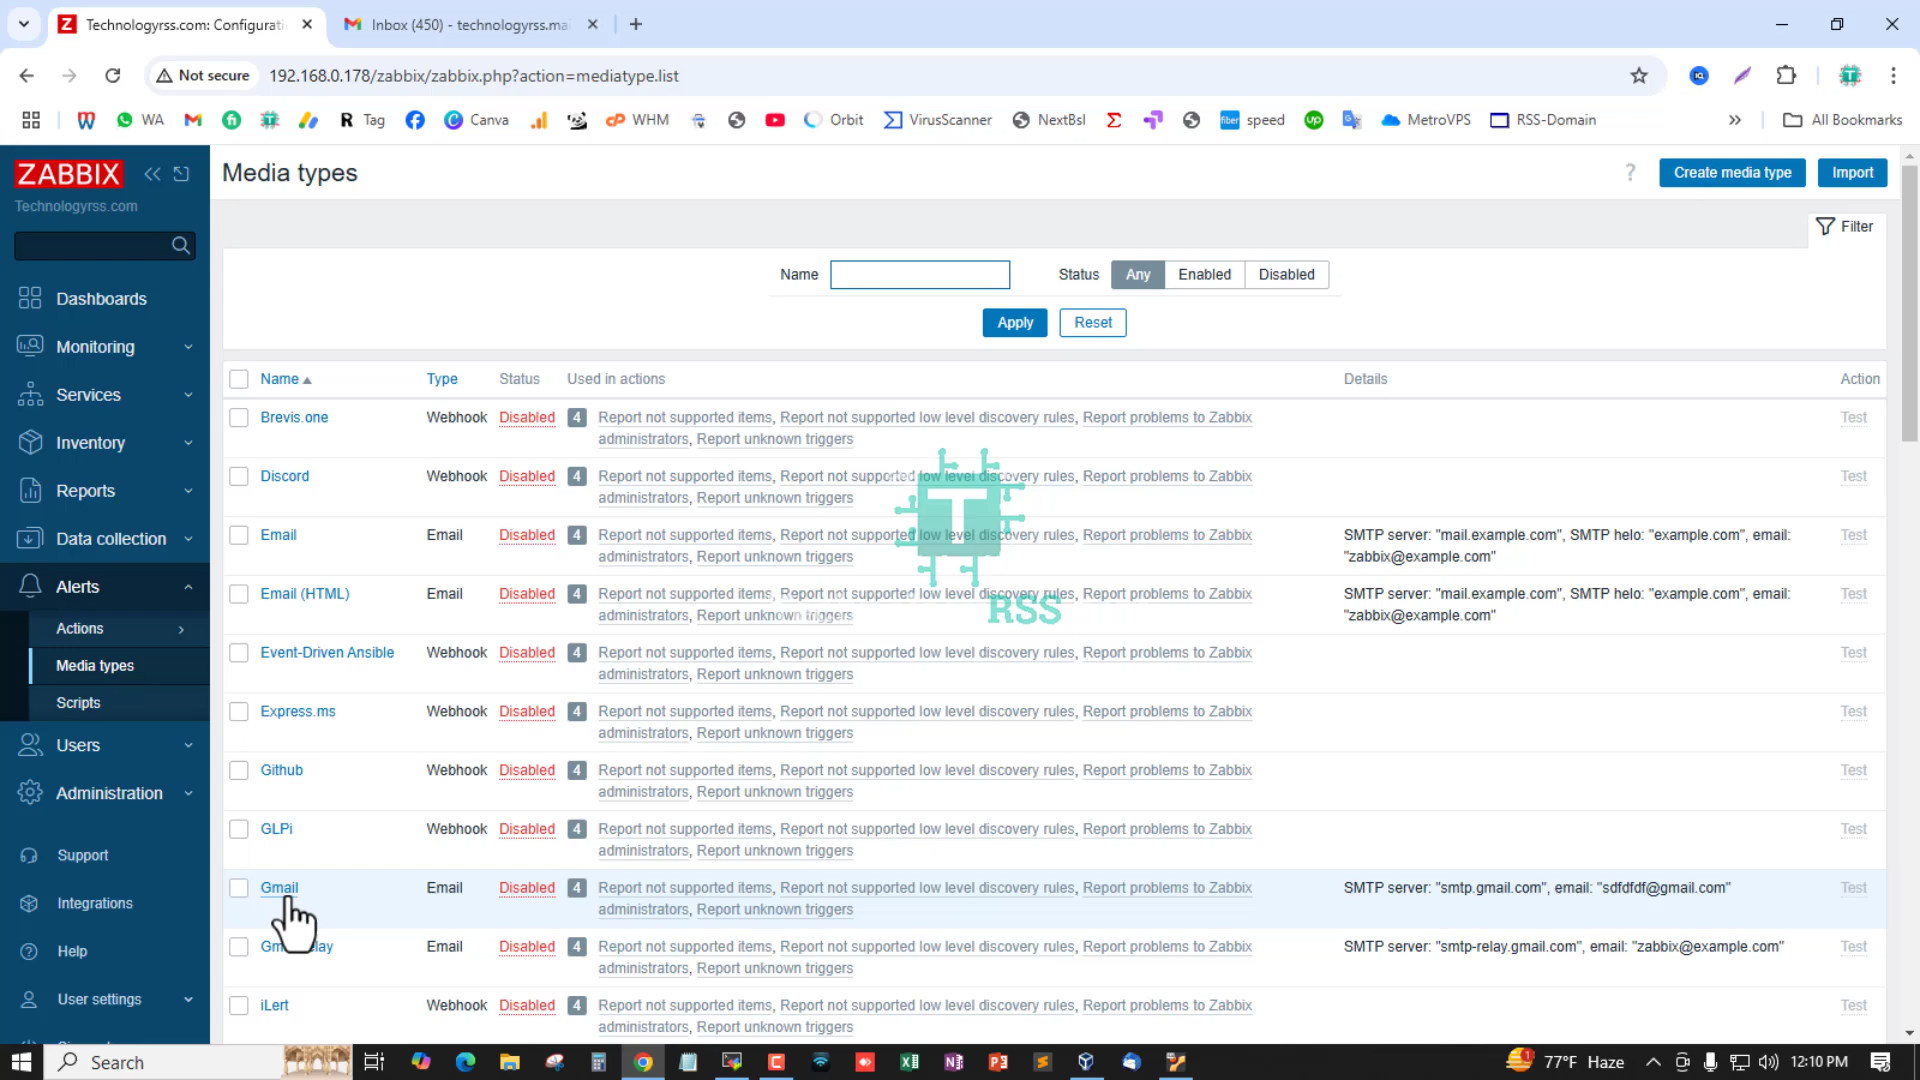 Technologyrss.com: Configurati
Inbox (450) - technologyrss.ma
Not secure
192.168.0.178/zabbix/zabbix.php?action=mediatype.list
WA
Tag
Canva
WHM
Orbit
VirusScanner
NextBsl
speed
MetroVPS
RSS-Domain
All Bookmarks
ZABBIX
Technologyrss.com
Dashboards
Monitoring
Services
Inventory
Reports
Data collection
Alerts
Actions
Media types
Scripts
Users
Administration
Support
Integrations
Help
User settings
Media types
?
Create media type
Import
Filter
Name
Status
Any
Enabled
Disabled
Apply
Reset
Name
Type
Status
Used in actions
Details
Action
Brevis.one
Webhook
Disabled
4
Report not supported items, Report not supported low level discovery rules, Report problems to Zabbix
administrators, Report unknown triggers
Test
Discord
Webhook
Disabled
4
Report not supported items, Report not supported low level discovery rules, Report problems to Zabbix
administrators, Report unknown triggers
Test
Email
Email
Disabled
4
Report not supported items, Report not supported low level discovery rules, Report problems to Zabbix
administrators, Report unknown triggers
SMTP server: "mail.example.com", SMTP helo: "example.com", email:
"zabbix@example.com"
Test
Email (HTML)
Email
Disabled
4
Report not supported items, Report not supported low level discovery rules, Report problems to Zabbix
administrators, Report unknown triggers
SMTP server: "mail.example.com", SMTP helo: "example.com", email:
"zabbix@example.com"
Test
T
RSS
Event-Driven Ansible
Webhook
Disabled
4
Report not supported items, Report not supported low level discovery rules, Report problems to Zabbix
administrators, Report unknown triggers
Test
Express.ms
Webhook
Disabled
4
Report not supported items, Report not supported low level discovery rules, Report problems to Zabbix
administrators, Report unknown triggers
Test
Github
Webhook
Disabled
4
Report not supported items, Report not supported low level discovery rules, Report problems to Zabbix
administrators, Report unknown triggers
Test
GLPi
Webhook
Disabled
4
Report not supported items, Report not supported low level discovery rules, Report problems to Zabbix
administrators, Report unknown triggers
Test
Gmail
Email
Disabled
4
Report not supported items, Report not supported low level discovery rules, Report problems to Zabbix
administrators, Report unknown triggers
SMTP server: "smtp.gmail.com", email: "sdfdfdf@gmail.com"
Test
Email
Disabled
4
Report not supported items, Report not supported low level discovery rules, Report problems to Zabbix
administrators, Report unknown triggers
SMTP server: "smtp-relay.gmail.com", email: "zabbix@example.com"
Test
iLert
Webhook
Disabled
4
Report not supported items, Report not supported low level discovery rules, Report problems to Zabbix
administrators, Report unknown triggers
Test
Search
77°F Haze
12:10 PM